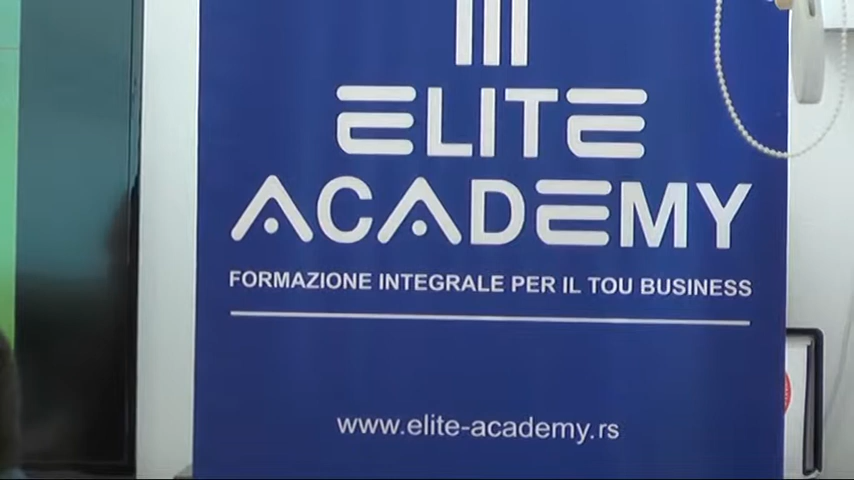 ELITE
ACADEMY
FORMAZIONE INTEGRALE PER IL TOU BUSINESS
www.elite-academy.rs